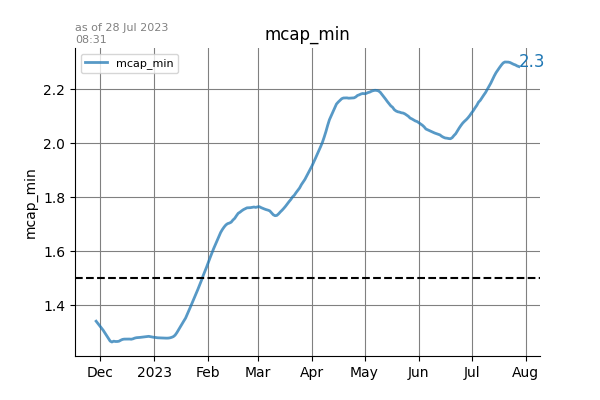 as of 28 Jul 2023
08:31
mcap_min
mcap_min
2.3
2.2
2.0
1.8
1.6
1.4
mcap_min
Dec 2023 Feb Mar Apr May Jun Jul Aug